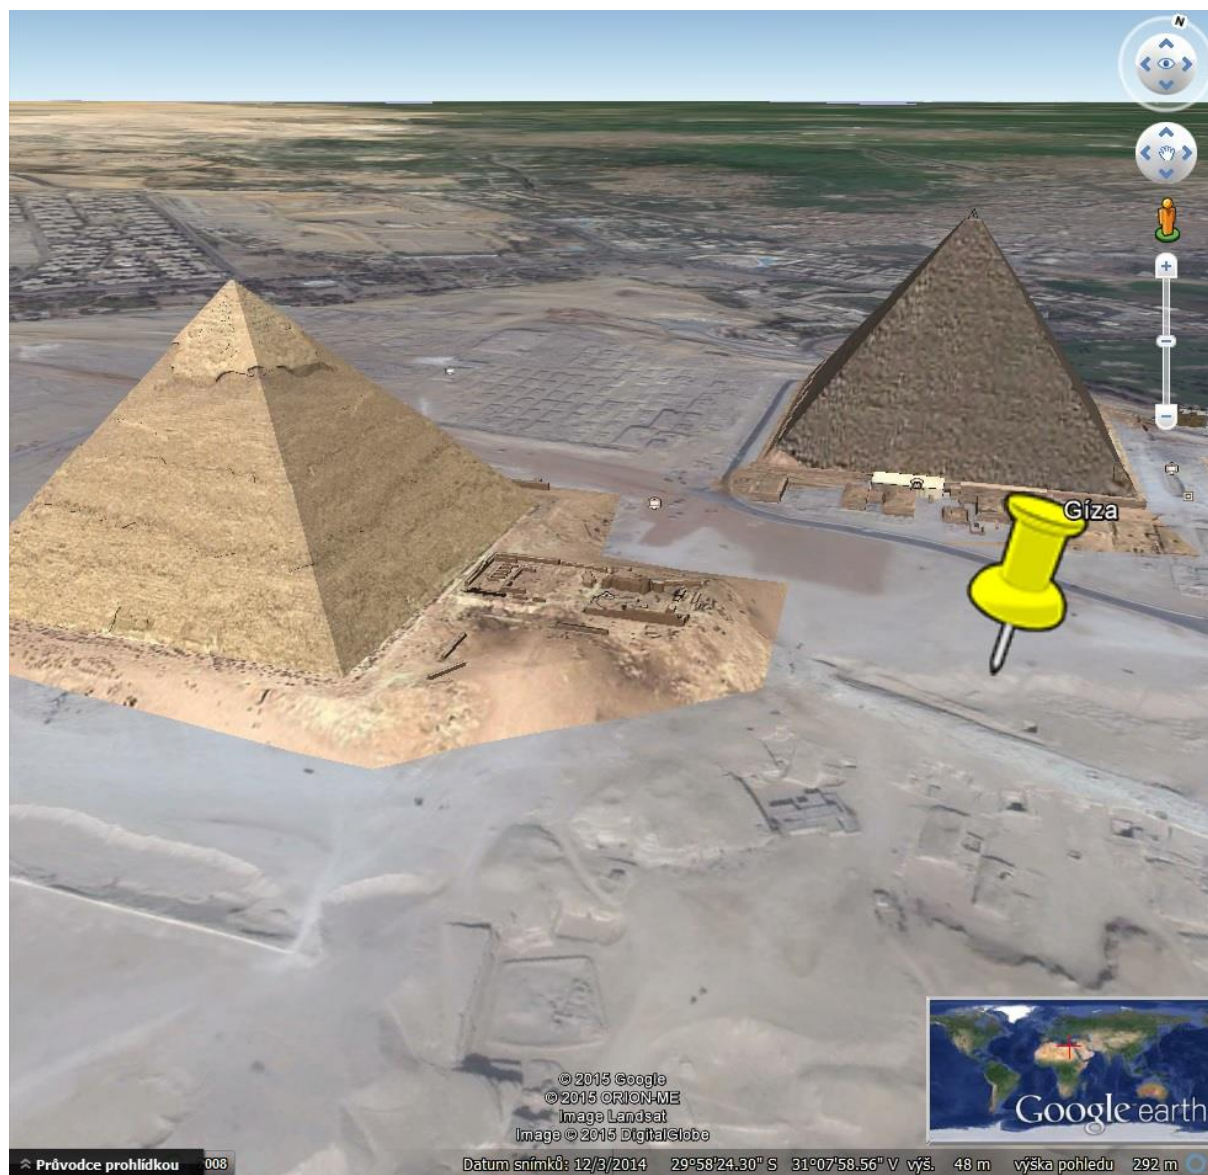 N
Gíza
© 2015 Google
© 2015 ORION-ME
Image Landsat
Image © 2015 DigitalGlobe
Google earth
Průvodce prohlídkou
008
Datum snímků: 12/3/2014 29°58'24.30" S 31°07'58.56" V výš. 48 m výška pohledu 292 m